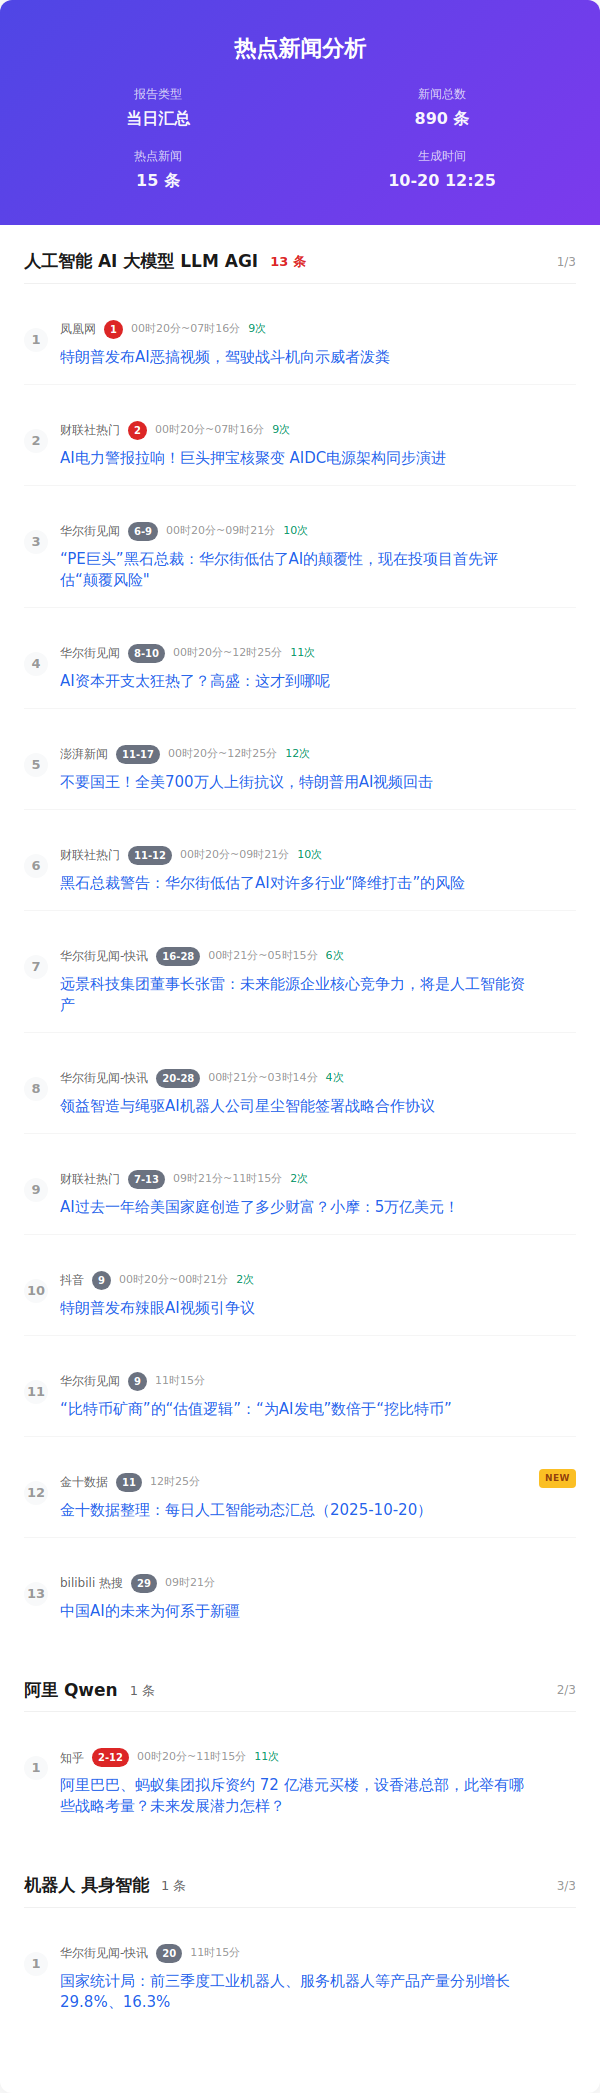 热点新闻分析
报告类型
当日汇总
新闻总数
890 条
热点新闻
15 条
生成时间
10-20 12:25
人工智能 AI 大模型 LLM AGI 13 条 1/3
1
凤凰网 1 00时20分~07时16分 9次
特朗普发布AI恶搞视频，驾驶战斗机向示威者泼粪
2
财联社热门 2 00时20分~07时16分 9次
AI电力警报拉响！巨头押宝核聚变 AIDC电源架构同步演进
3
华尔街见闻 6-9 00时20分~09时21分 10次
“PE巨头”黑石总裁：华尔街低估了AI的颠覆性，现在投项目首先评
估“颠覆风险"
4
华尔街见闻 8-10 00时20分~12时25分 11次
AI资本开支太狂热了？高盛：这才到哪呢
5
澎湃新闻 11-17 00时20分~12时25分 12次
不要国王！全美700万人上街抗议，特朗普用AI视频回击
6
财联社热门 11-12 00时20分~09时21分 10次
黑石总裁警告：华尔街低估了AI对许多行业“降维打击”的风险
7
华尔街见闻-快讯 16-28 00时21分~05时15分 6次
远景科技集团董事长张雷：未来能源企业核心竞争力，将是人工智能资
产
8
华尔街见闻-快讯 20-28 00时21分~03时14分 4次
领益智造与绳驱AI机器人公司星尘智能签署战略合作协议
9
财联社热门 7-13 09时21分~11时15分 2次
AI过去一年给美国家庭创造了多少财富？小摩：5万亿美元！
10
抖音 9 00时20分~00时21分 2次
特朗普发布辣眼AI视频引争议
11
华尔街见闻 9 11时15分
“比特币矿商”的“估值逻辑”：“为AI发电”数倍于“挖比特币”
12
金十数据 11 12时25分 NEW
金十数据整理：每日人工智能动态汇总（2025-10-20）
13
bilibili 热搜 29 09时21分
中国AI的未来为何系于新疆
阿里 Qwen 1 条 2/3
1
知乎 2-12 00时20分~11时15分 11次
阿里巴巴、蚂蚁集团拟斥资约 72 亿港元买楼，设香港总部，此举有哪
些战略考量？未来发展潜力怎样？
机器人 具身智能 1 条 3/3
1
华尔街见闻-快讯 20 11时15分
国家统计局：前三季度工业机器人、服务机器人等产品产量分别增长
29.8%、16.3%